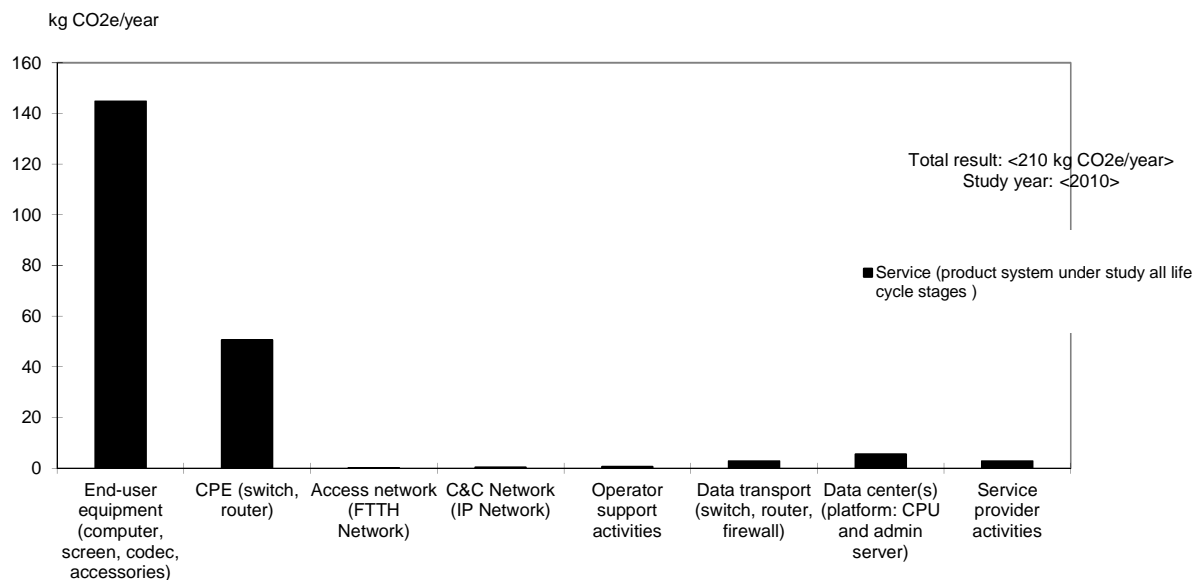 kg CO2e/year
160
140
120
100
80
60
40
20
0
Total result: <210 kg CO2e/year>
Study year: <2010>
Service (product system under study all life
cycle stages )
End-user
equipment
(computer,
screen, codec,
accessories)
CPE (switch,
router)
Access network
(FTTH
Network)
C&C Network
(IP Network)
Operator
support
activities
Data transport
(switch, router,
firewall)
Data center(s)
(platform: CPU
and admin
server)
Service
provider
activities